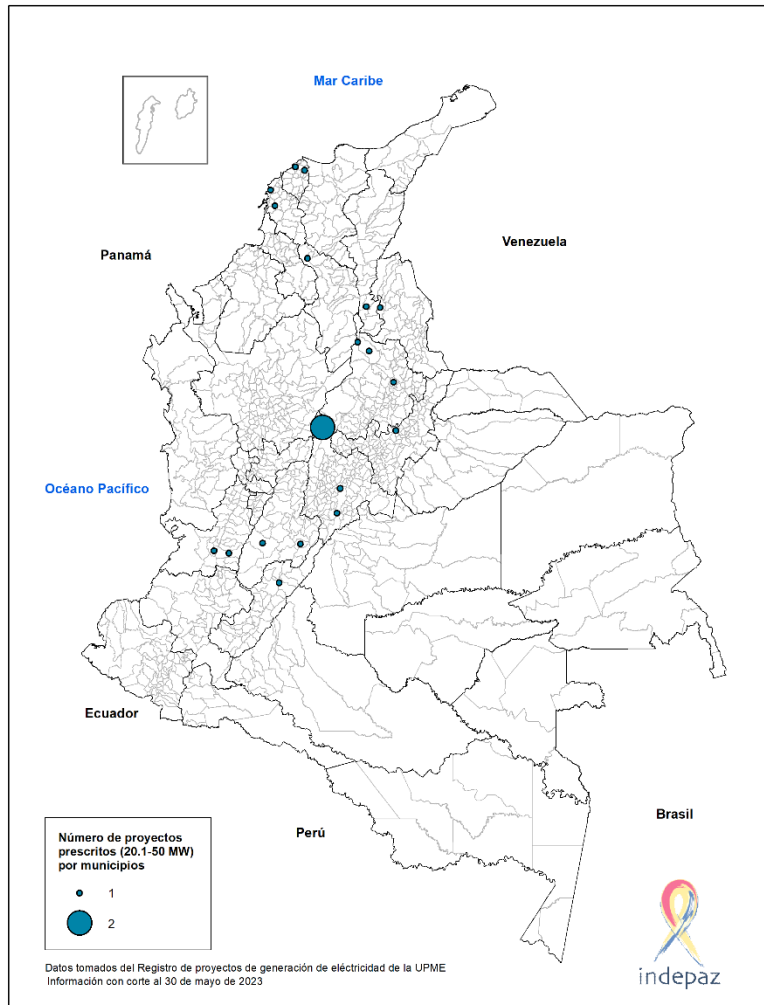 Mar Caribe
Panamá
Venezuela
Océano Pacífico
Ecuador
Perú
Brasil
Número de proyectos
prescritos (20.1-50 MW)
por municipios
1
2
Datos tomados del Registro de proyectos de generación de eléctricidad de la UPME
Información con corte al 30 de mayo de 2023
indepaz